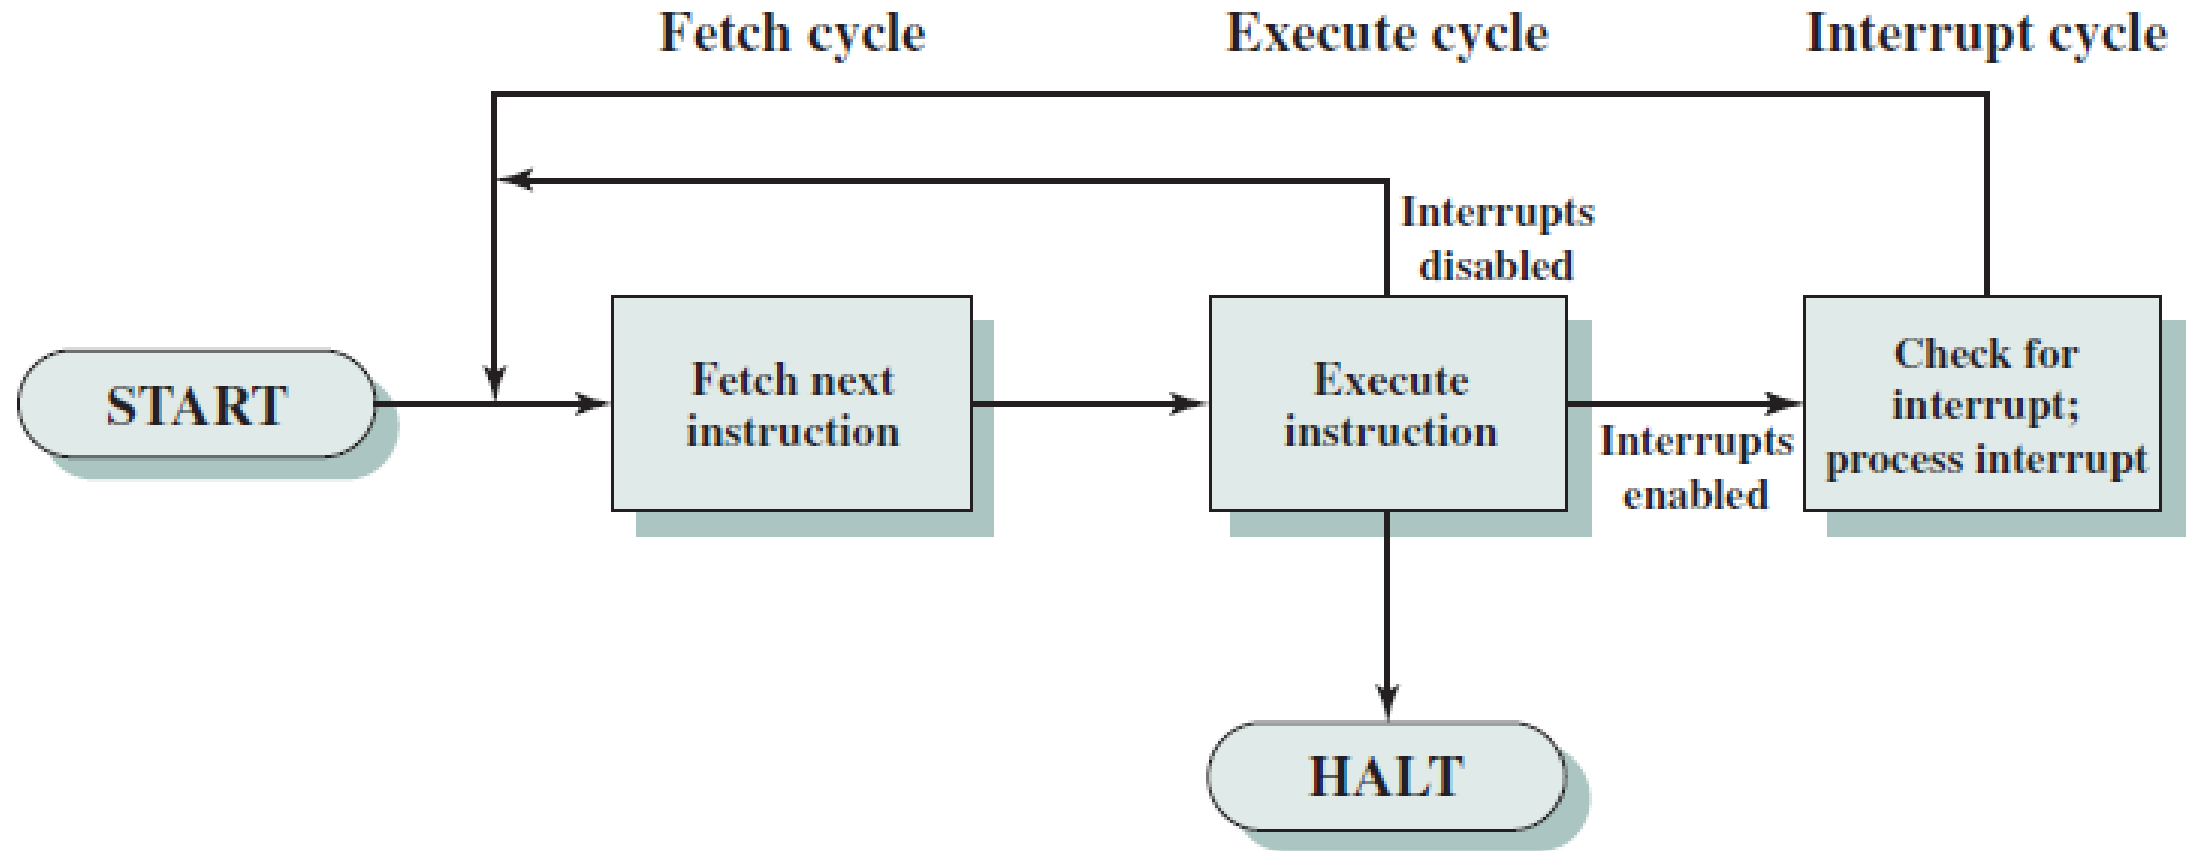 Fetch cycle
Execute cycle
Interrupt cycle
Interrupts
disabled
START
Fetch next
instruction
Execute
instruction
Interrupts
enabled
Check for
interrupt;
process interrupt
HALT